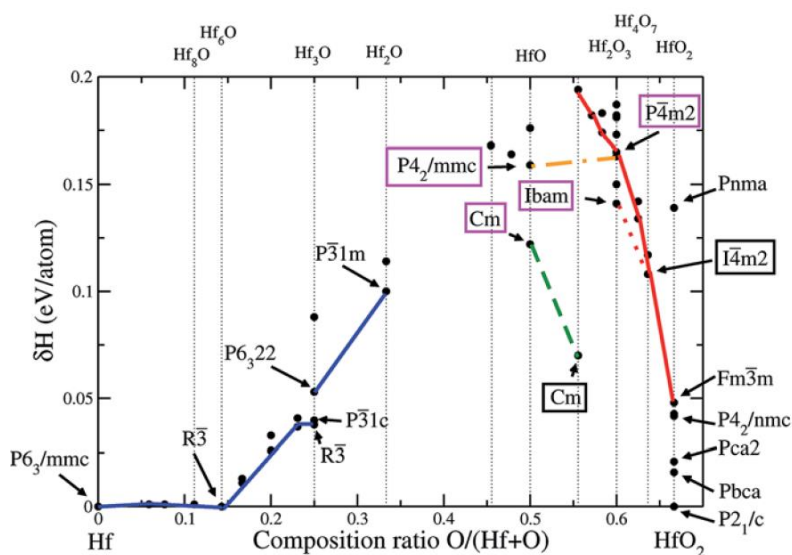 Hf₈O
Hf₆O
Hf₃O
Hf₂O
HfO
Hf₂O₃
Hf₄O₇
HfO₂
0.2
0.15
0.1
0.05
0
δH (eV/atom)
P4₂/mmc
P4̅m2
Ibam
Pnma
Cm
P3̅1m
I4̅m2
P6₃22
Cm
Fm3̅m
P3̅1c
P4₂/nmc
R3̅
R3̅
Pca2
P6₃/mmc
Pbca
P2₁/c
0
0.1
0.2
0.3
0.4
0.5
0.6
Hf
Composition ratio O/(Hf+O)
HfO₂